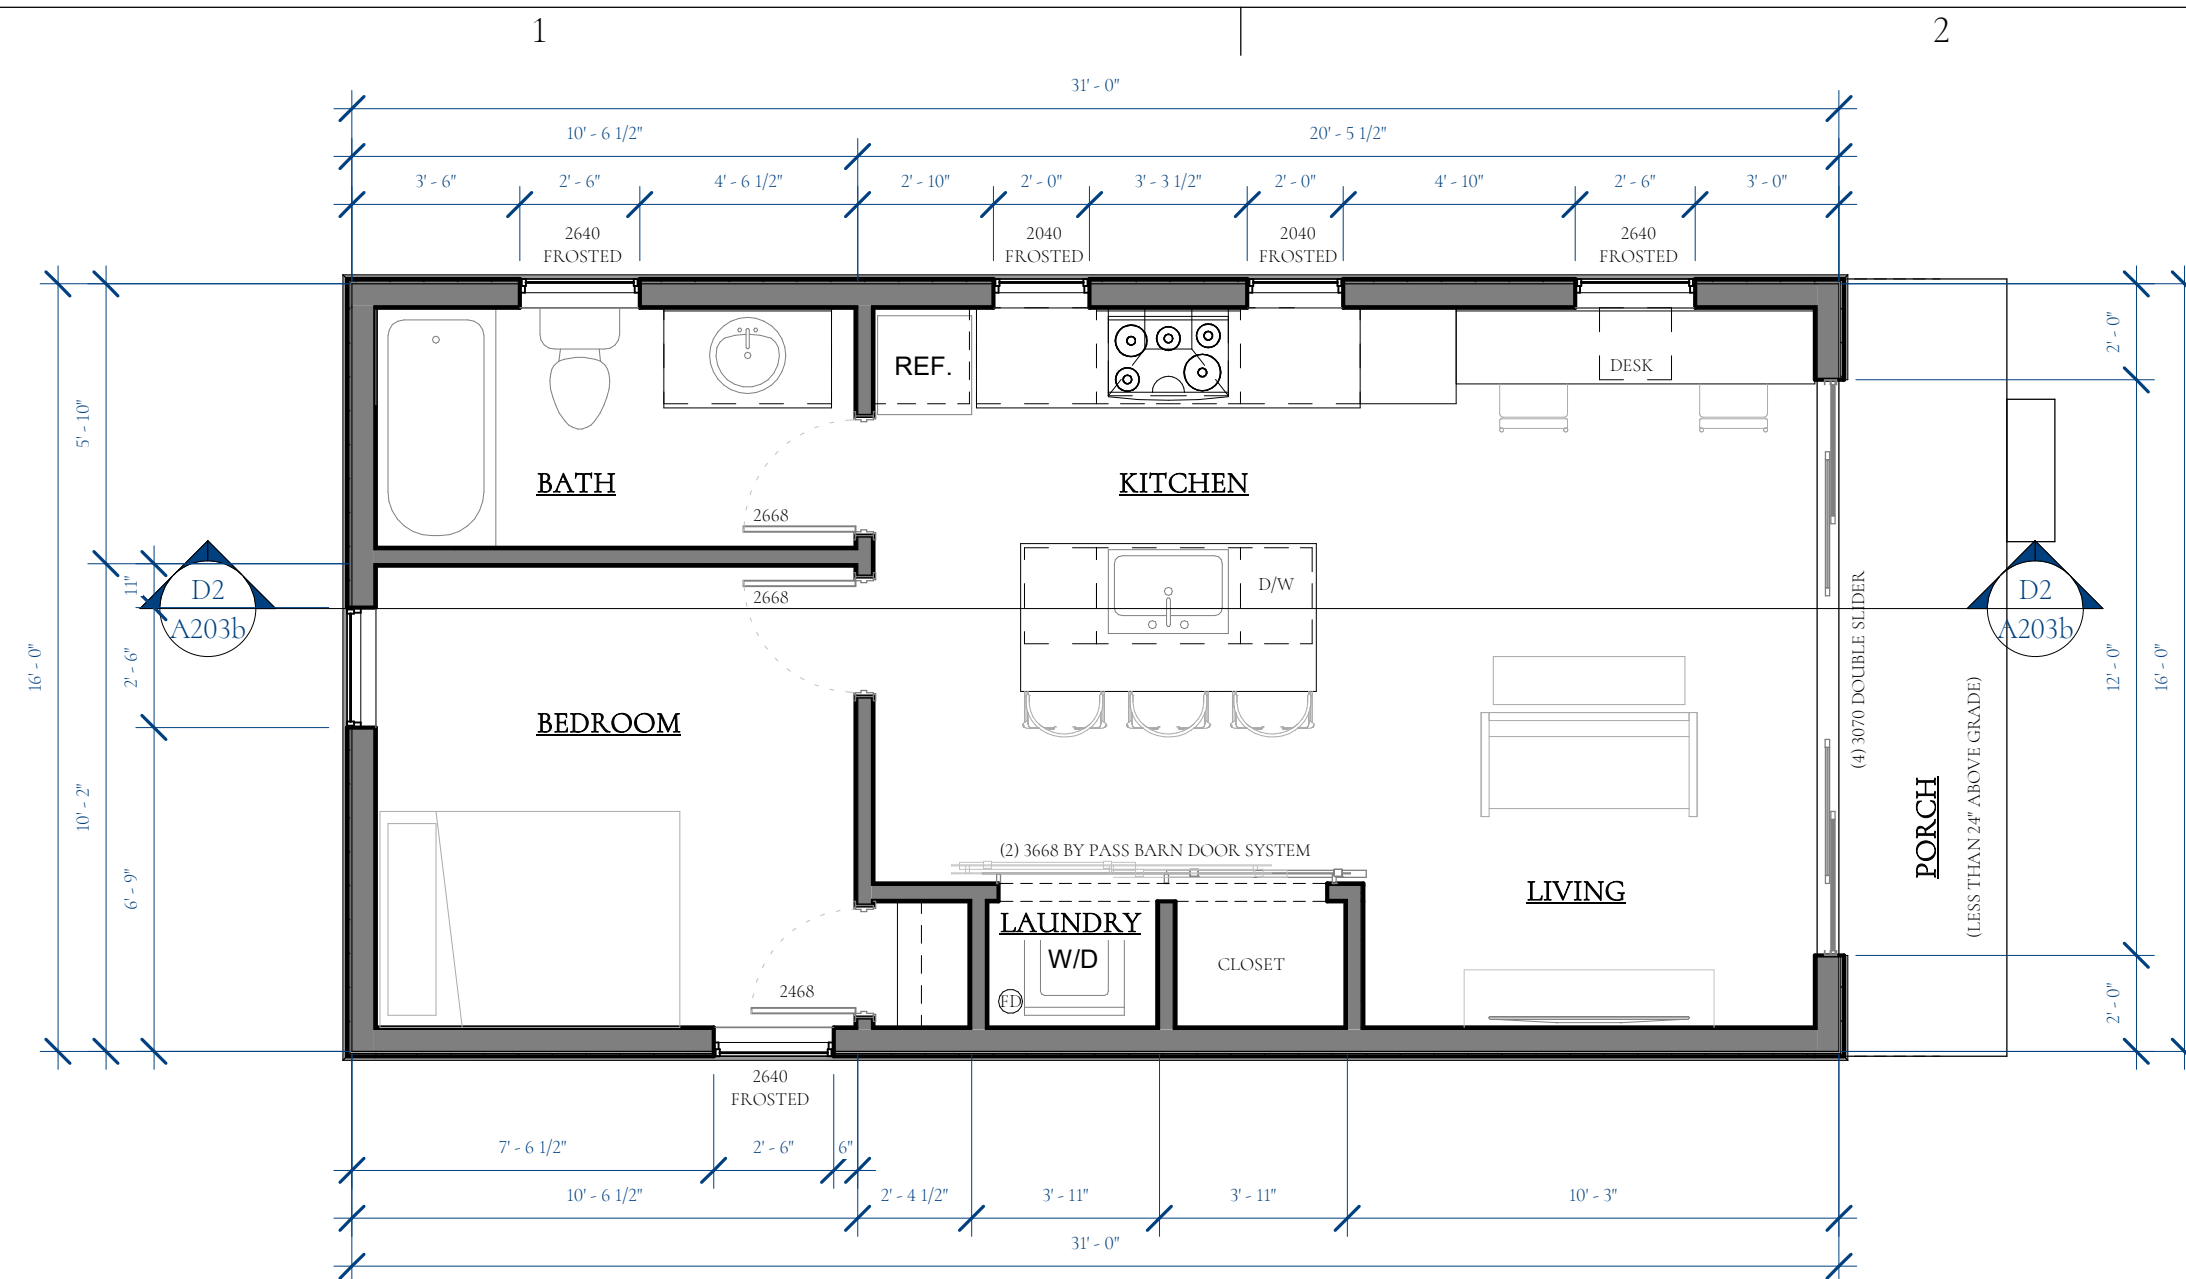 1
2
31' - 0"
10' - 6 1/2"
20' - 5 1/2"
3' - 6"
2' - 6"
4' - 6 1/2"
2' - 10"
2' - 0"
3' - 3 1/2"
2' - 0"
4' - 10"
2' - 6"
3' - 0"
2640
FROSTED
2040
FROSTED
2040
FROSTED
2640
FROSTED
2' - 0"
REF.
DESK
5' - 10"
BATH
KITCHEN
2668
11"
D2
A203b
2668
D/W
D2
A203b
16' - 0"
2' - 6"
(4) 3070 DOUBLE SLIDER
12' - 0"
16' - 0"
BEDROOM
10' - 2"
PORCH
(LESS THAN 24" ABOVE GRADE)
(2) 3668 BY PASS BARN DOOR SYSTEM
6' - 9"
LIVING
LAUNDRY
W/D
CLOSET
2468
FD
2' - 0"
2640
FROSTED
7' - 6 1/2"
2' - 6"
6"
10' - 6 1/2"
2' - 4 1/2"
3' - 11"
3' - 11"
10' - 3"
31' - 0"